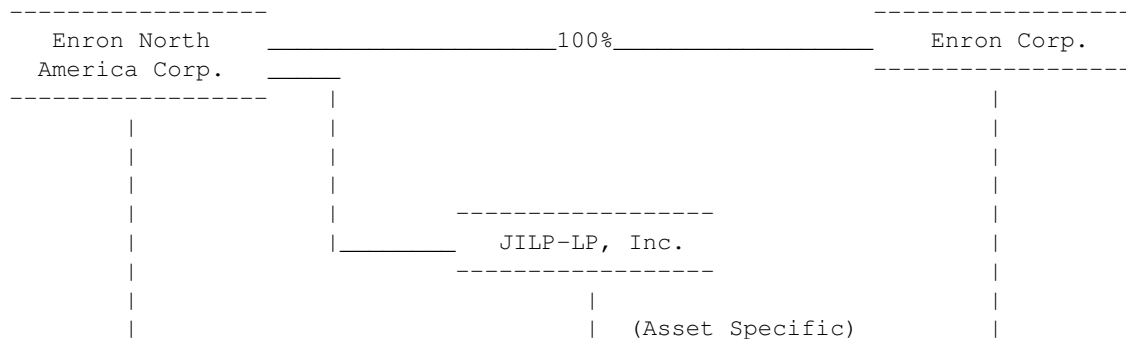 Enron North 100% Enron Corp.
America Corp.
JILP-LP, Inc.
(Asset Specific)